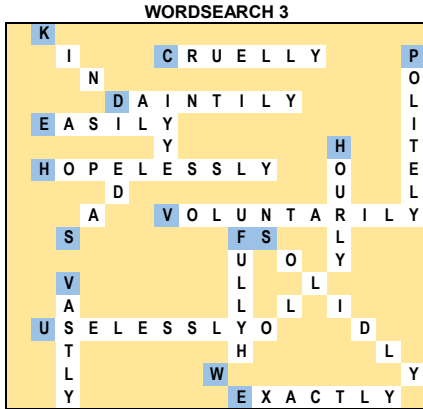 WORDSEARCH 3
K
I C R U E L L Y P
N O
D A I N T I L Y L
E A S I L Y I
Y H T
H O P E L E S S L Y O E
D D U L
A V O L U N T A R I L Y
S F S L
U O Y
V L L
A L L I
U S E L E S S L Y O D
T H L
L W Y
Y E X A C T L Y